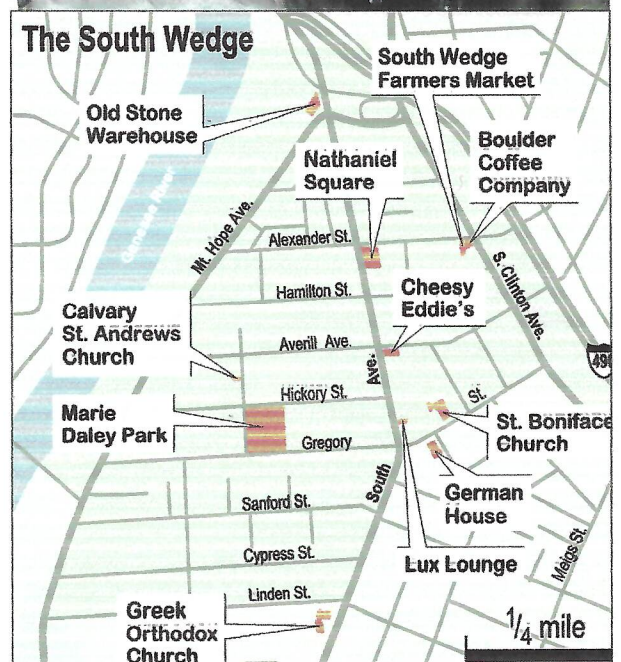 The South Wedge
South Wedge
Farmers Market
Old Stone
Warehouse
Boulder
Coffee
Company
Nathaniel
Square
Genesee River
Mt. Hope Ave.
Alexander St.
S. Clinton Ave.
Hamilton St.
Cheesy
Eddie's
Calvary
St. Andrews
Church
Averill Ave.
490
Ave.
Hickory St.
St.
Marie
Daley Park
St. Boniface
Church
Gregory
South
German
House
Sanford St.
Meigs St.
Cypress St.
Lux Lounge
Linden St.
Greek
Orthodox
Church
1/4 mile